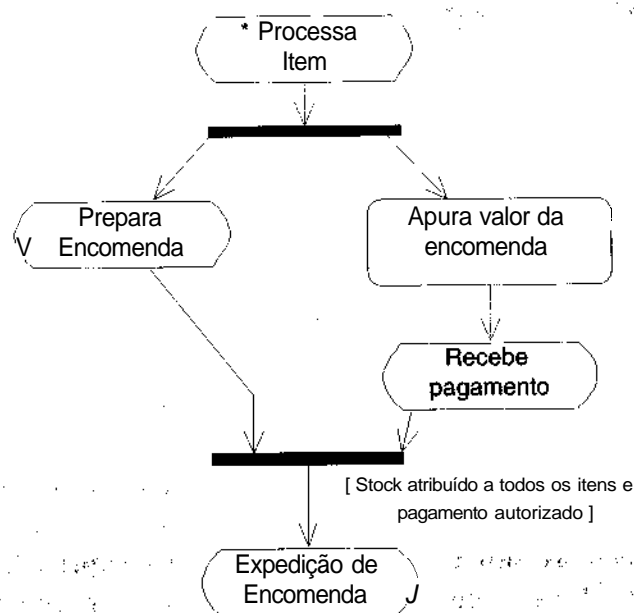 * Processa
Item
Prepara
V Encomenda
Apura valor da
encomenda
Recebe
pagamento
[ Stock atribuído a todos os itens e
pagamento autorizado ]
Expedição de
Encomenda J